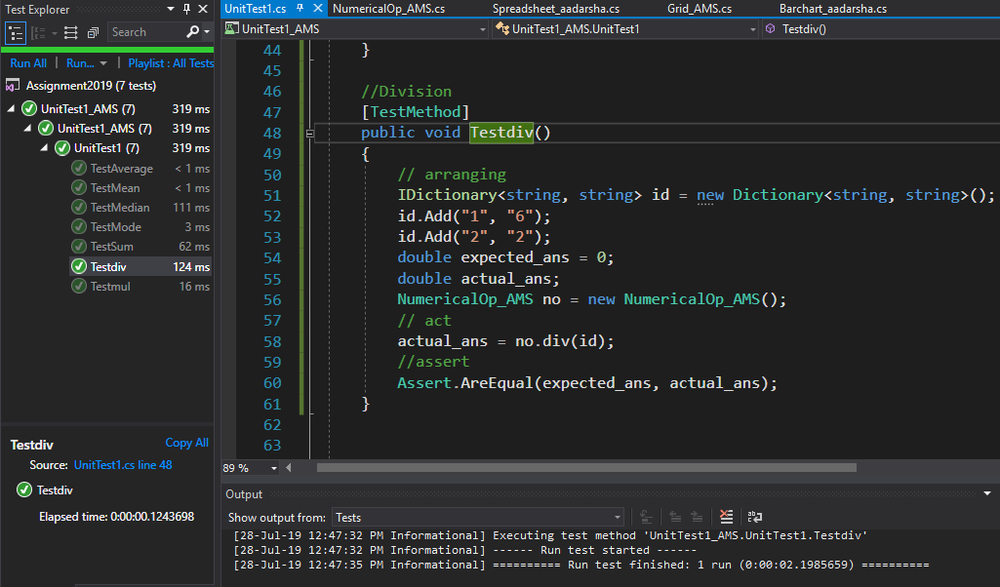 Test Explorer
Search
Run All | Run... | Playlist : All Tests
Assignment2019 (7 tests)
UnitTest1_AMS (7) 319 ms
UnitTest1_AMS (7) 319 ms
UnitTest1 (7) 319 ms
TestAverage < 1 ms
TestMean < 1 ms
TestMedian 111 ms
TestMode 3 ms
TestSum 62 ms
Testdiv 124 ms
Testmul 16 ms
Testdiv Copy All
Source: UnitTest1.cs line 48
Testdiv
Elapsed time: 0:00:00.1243698
UnitTest1.cs NumericalOp_AMS.cs Spreadsheet_aadarsha.cs Grid_AMS.cs Barchart_aadarsha.cs
UnitTest1_AMS UnitTest1_AMS.UnitTest1 Testdiv()
44 }
45
46 //Division
47 [TestMethod]
48 public void Testdiv()
49 {
50 // arranging
51 IDictionary<string, string> id = new Dictionary<string, string>();
52 id.Add("1", "6");
53 id.Add("2", "2");
54 double expected_ans = 0;
55 double actual_ans;
56 NumericalOp_AMS no = new NumericalOp_AMS();
57 // act
58 actual_ans = no.div(id);
59 //assert
60 Assert.AreEqual(expected_ans, actual_ans);
61 }
62
63
89 %
Output
Show output from: Tests
[28-Jul-19 12:47:32 PM Informational] Executing test method 'UnitTest1_AMS.UnitTest1.Testdiv'
[28-Jul-19 12:47:32 PM Informational] ------ Run test started ------
[28-Jul-19 12:47:35 PM Informational] ========== Run test finished: 1 run (0:00:02.1985659) ==========